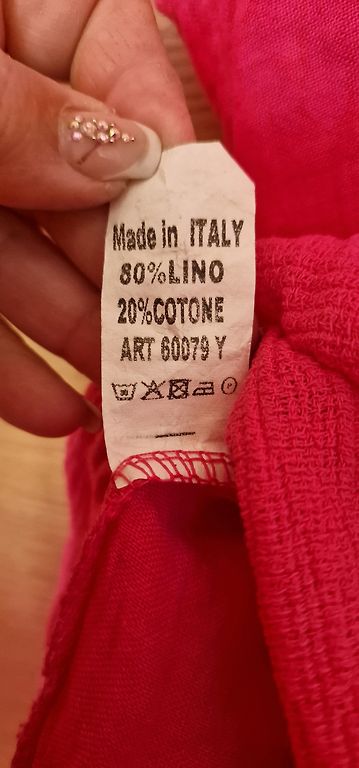 Made in ITALY
80%LINO
20%COTONE
ART 60079 Y